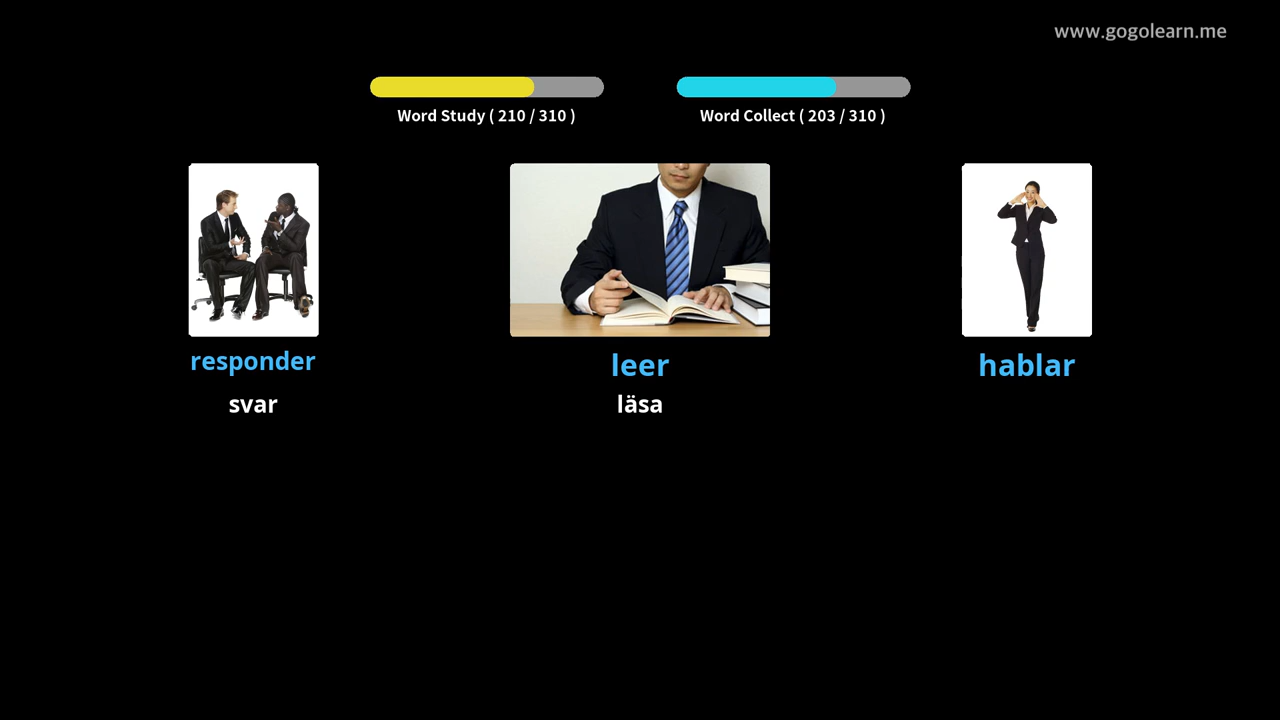 www.gogolearn.me
Word Study ( 210 / 310 )
Word Collect ( 203 / 310 )
responder
leer
hablar
svar
läsa